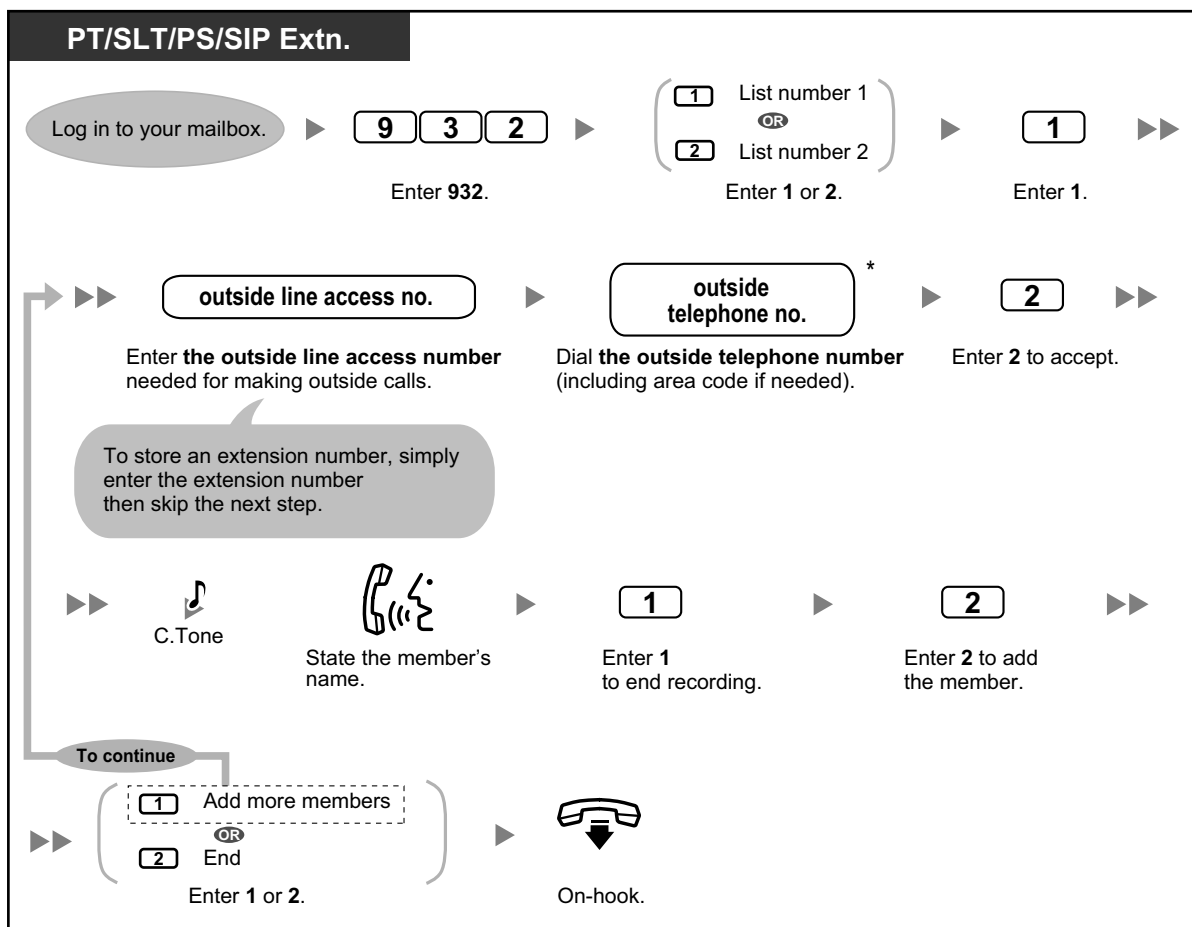 PT/SLT/PS/SIP Extn.
Log in to your mailbox.
9 3 2
Enter 932.
1 List number 1
OR
2 List number 2
Enter 1 or 2.
1
Enter 1.
outside line access no.
Enter the outside line access number
needed for making outside calls.
To store an extension number, simply
enter the extension number
then skip the next step.
outside
telephone no.
*
Dial the outside telephone number
(including area code if needed).
2
Enter 2 to accept.
C.Tone
State the member's
name.
1
Enter 1
to end recording.
2
Enter 2 to add
the member.
To continue
1 Add more members
OR
2 End
Enter 1 or 2.
On-hook.